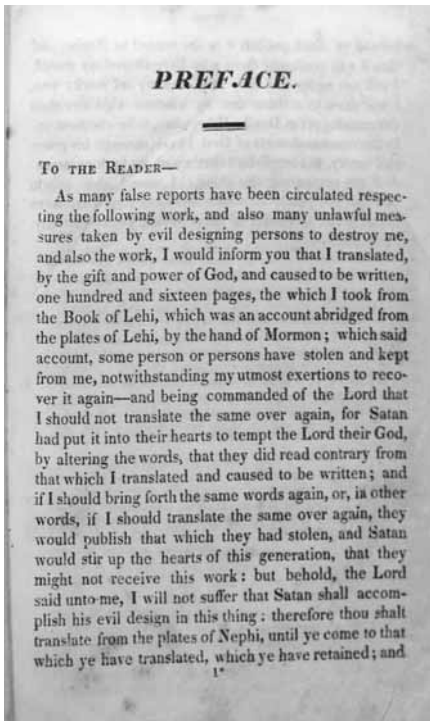 PREFACE.
To the Reader—
As many false reports have been circulated respec-
ting the following work, and also many unlawful mea-
sures taken by evil designing persons to destroy me,
and also the work, I would inform you that I translated,
by the gift and power of God, and caused to be written,
one hundred and sixteen pages, the which I took from
the Book of Lehi, which was an account abridged from
the plates of Lehi, by the hand of Mormon; which said
account, some person or persons have stolen and kept
from me, notwithstanding my utmost exertions to reco-
ver it again—and being commanded of the Lord that
I should not translate the same over again, for Satan
had put it into their hearts to tempt the Lord their God,
by altering the words, that they did read contrary from
that which I translated and caused to be written; and
if I should bring forth the same words again, or, in other
words, if I should translate the same over again, they
would publish that which they had stolen, and Satan
would stir up the hearts of this generation, that they
might not receive this work: but behold, the Lord
said unto me, I will not suffer that Satan shall accom-
plish his evil design in this thing: therefore thou shalt
translate from the plates of Nephi, until ye come to that
which ye have translated, which ye have retained; and
1*